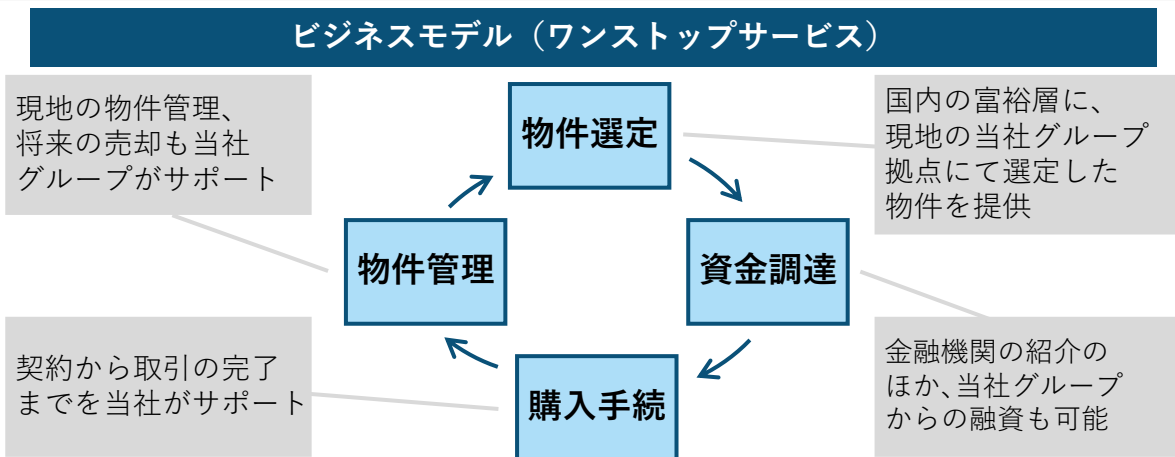 ビジネスモデル（ワンストップサービス）
物件選定
国内の富裕層に、
現地の当社グループ
拠点にて選定した
物件を提供
資金調達
金融機関の紹介の
ほか、当社グループ
からの融資も可能
購入手続
契約から取引の完了
までを当社がサポート
物件管理
現地の物件管理、
将来の売却も当社
グループがサポート